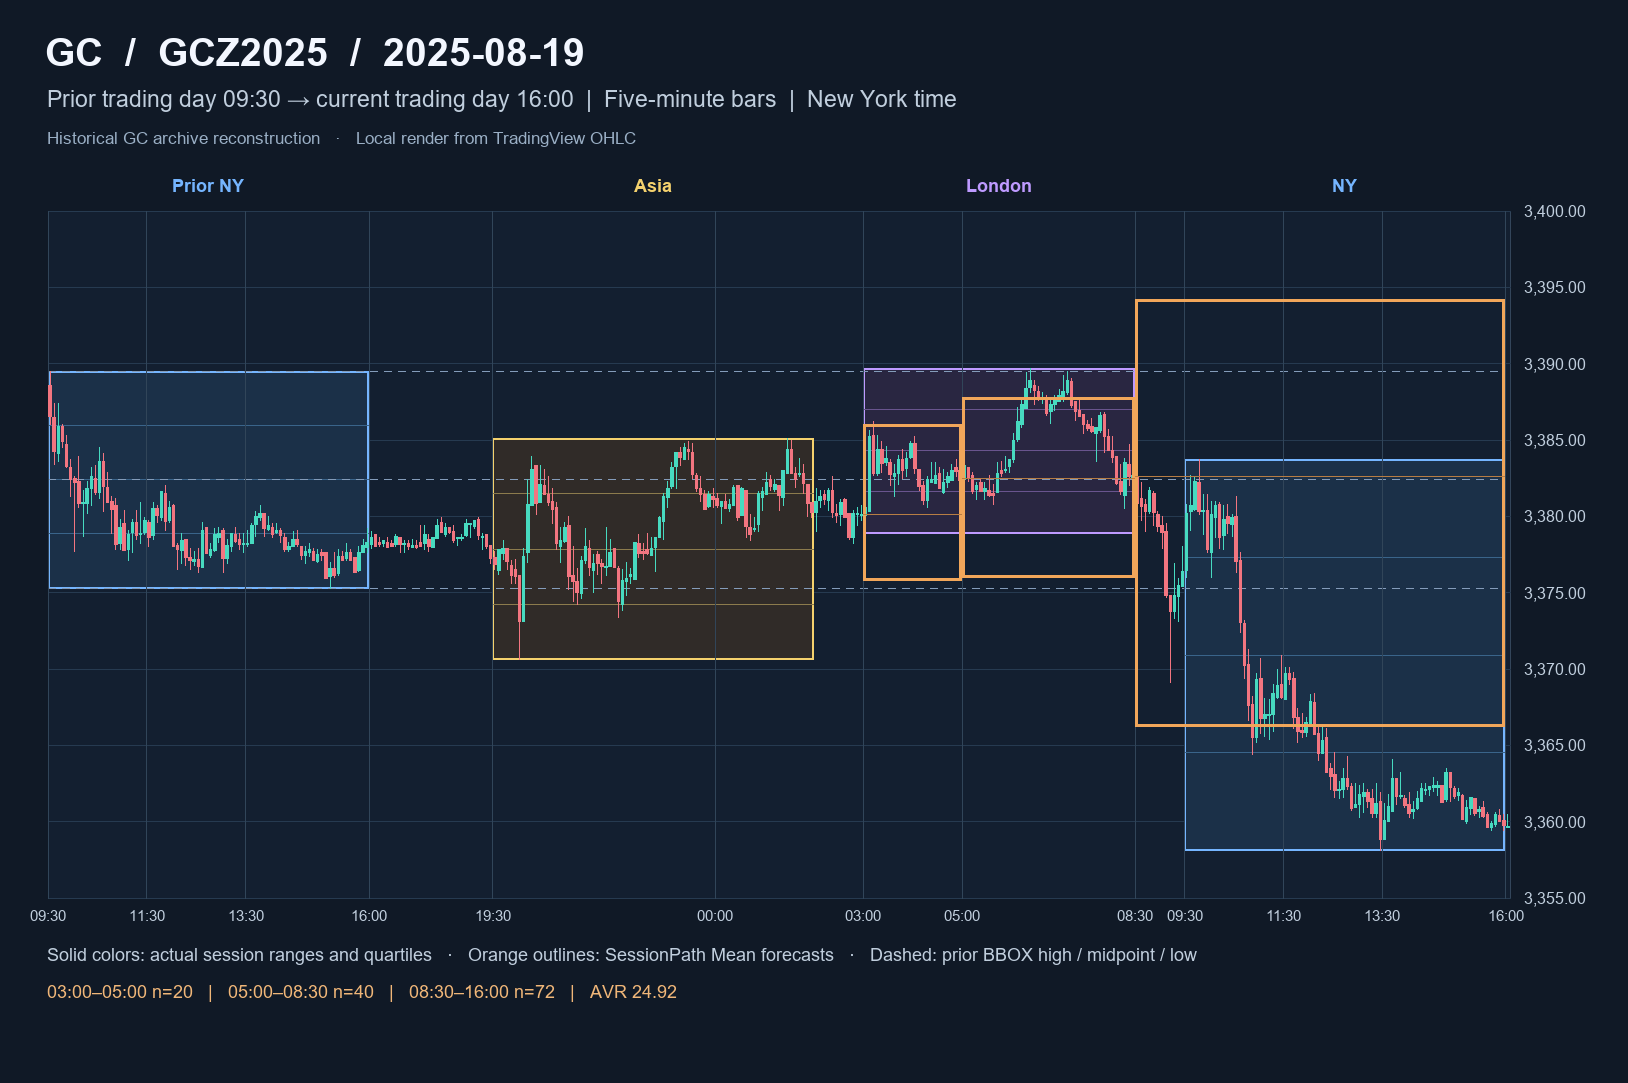 GC / GCZ2025 / 2025-08-19
Prior trading day 09:30 → current trading day 16:00 | Five-minute bars | New York time
Historical GC archive reconstruction · Local render from TradingView OHLC
Prior NY Asia London NY
3,400.00
3,395.00
3,390.00
3,385.00
3,380.00
3,375.00
3,370.00
3,365.00
3,360.00
3,355.00
09:30 11:30 13:30 16:00 19:30 00:00 03:00 05:00 08:30 09:30 11:30 13:30 16:00
Solid colors: actual session ranges and quartiles · Orange outlines: SessionPath Mean forecasts · Dashed: prior BBOX high / midpoint / low
03:00–05:00 n=20 | 05:00–08:30 n=40 | 08:30–16:00 n=72 | AVR 24.92